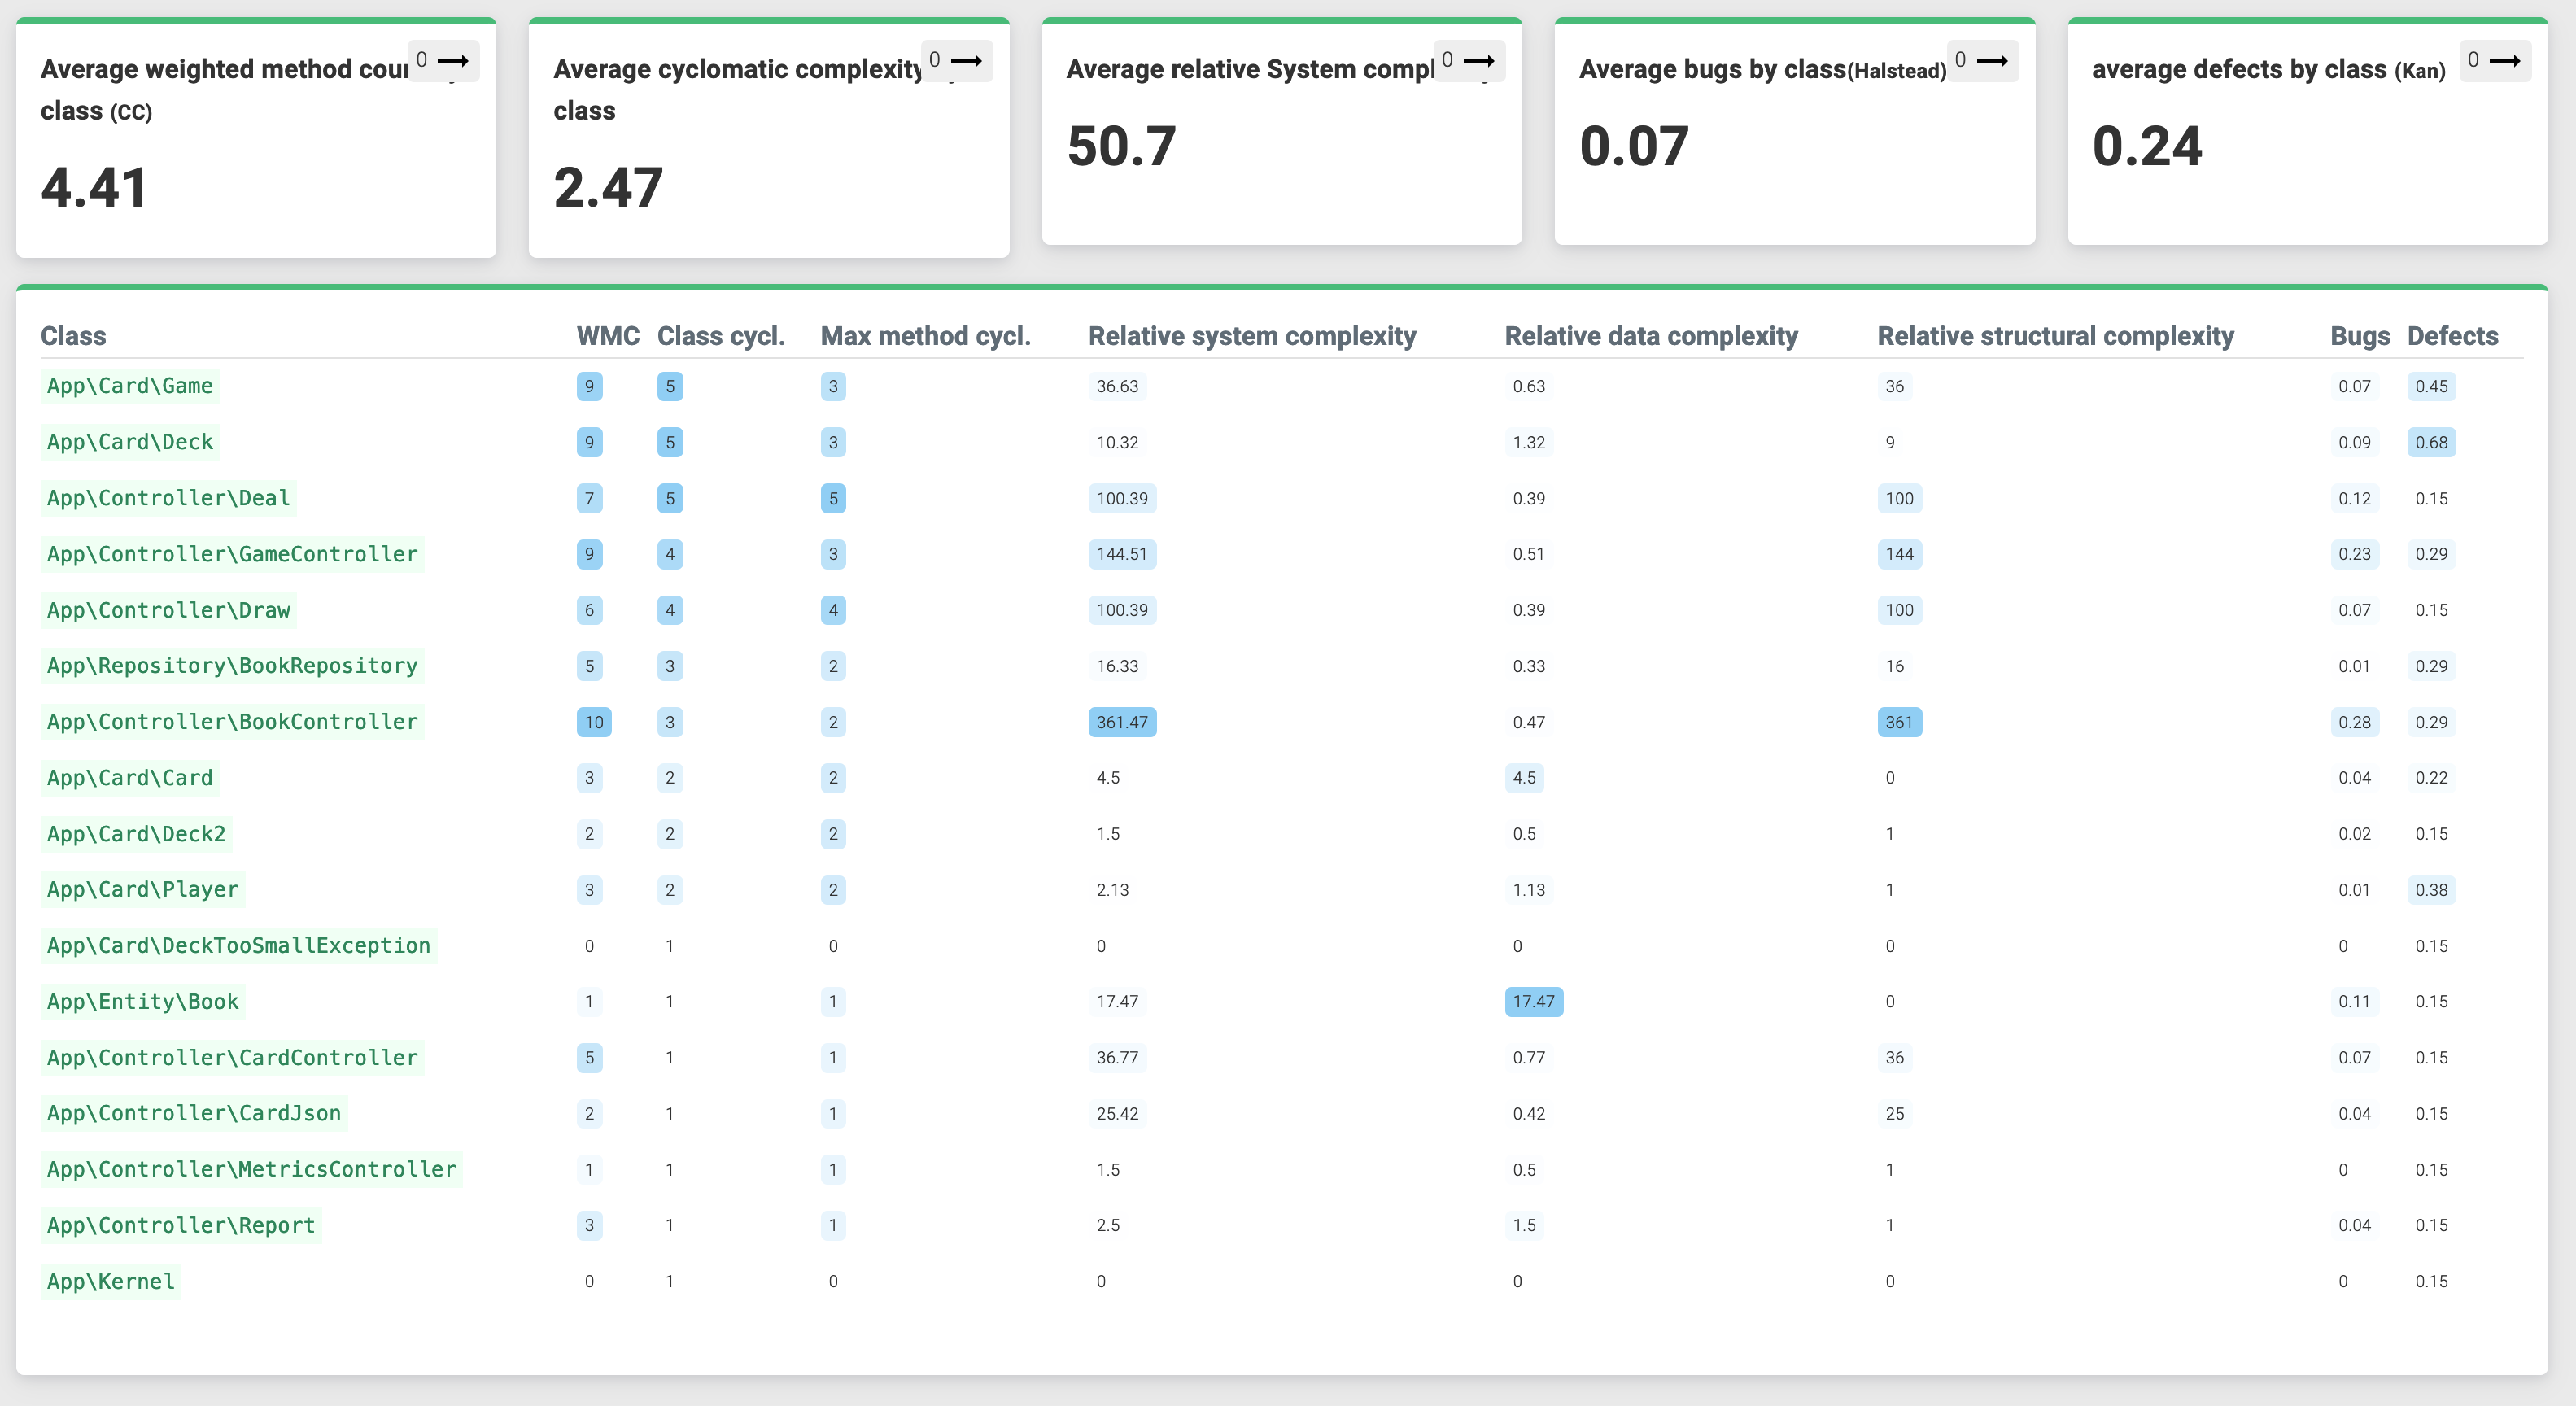 Average weighted method
class (CC)
0 →
4.41
Average cyclomatic complexity
class
0 →
2.47
Average relative System
0 →
50.7
Average bugs by class(Halstead)
0 →
0.07
average defects by class (Kan)
0 →
0.24
Class WMC Class cycl. Max method cycl. Relative system complexity Relative data complexity Relative structural complexity Bugs Defects
App\Card\Game 9 5 3 36.63 0.63 36 0.07 0.45
App\Card\Deck 9 5 3 10.32 1.32 9 0.09 0.68
App\Controller\Deal 7 5 5 100.39 0.39 100 0.12 0.15
App\Controller\GameController 9 4 3 144.51 0.51 144 0.23 0.29
App\Controller\Draw 6 4 4 100.39 0.39 100 0.07 0.15
App\Repository\BookRepository 5 3 2 16.33 0.33 16 0.01 0.29
App\Controller\BookController 10 3 2 361.47 0.47 361 0.28 0.29
App\Card\Card 3 2 2 4.5 4.5 0 0.04 0.22
App\Card\Deck2 2 2 2 1.5 0.5 1 0.02 0.15
App\Card\Player 3 2 2 2.13 1.13 1 0.01 0.38
App\Card\DeckTooSmallException 0 1 0 0 0 0 0 0.15
App\Entity\Book 1 1 1 17.47 17.47 0 0.11 0.15
App\Controller\CardController 5 1 1 36.77 0.77 36 0.07 0.15
App\Controller\CardJson 2 1 1 25.42 0.42 25 0.04 0.15
App\Controller\MetricsController 1 1 1 1.5 0.5 1 0 0.15
App\Controller\Report 3 1 1 2.5 1.5 1 0.04 0.15
App\Kernel 0 1 0 0 0 0 0 0.15